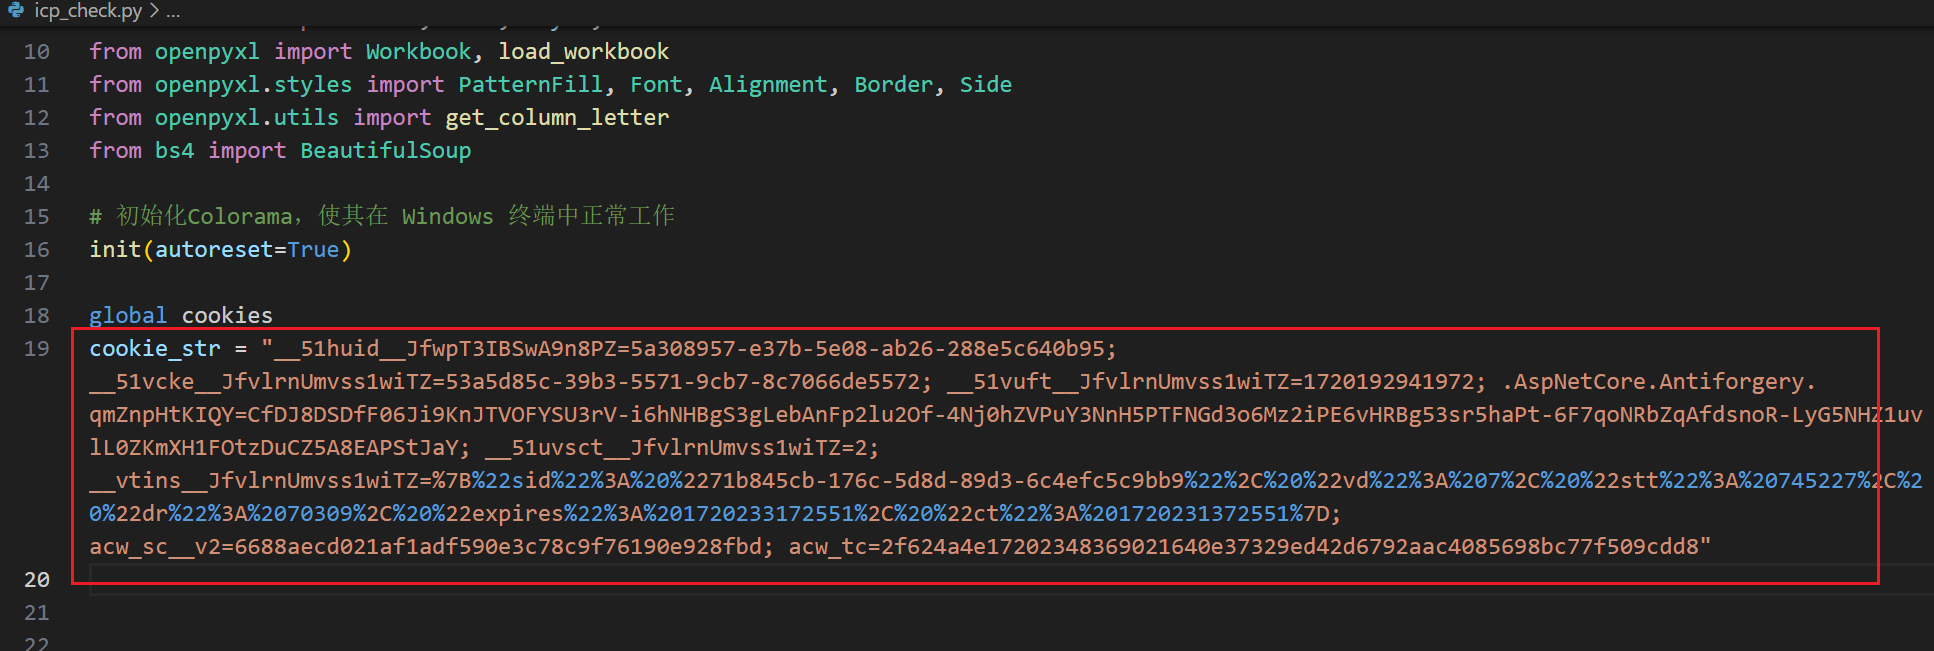 icp_check.py > ...
10 from openpyxl import Workbook, load_workbook
11 from openpyxl.styles import PatternFill, Font, Alignment, Border, Side
12 from openpyxl.utils import get_column_letter
13 from bs4 import BeautifulSoup
14
15 # 初始化Colorama，使其在 Windows 终端中正常工作
16 init(autoreset=True)
17
18 global cookies
19 cookie_str = "__51huid__JfwpT3IBSwA9n8PZ=5a308957-e37b-5e08-ab26-288e5c640b95;
__51vcke__JfvlrnUmvss1wiTZ=53a5d85c-39b3-5571-9cb7-8c7066de5572; __51vuft__JfvlrnUmvss1wiTZ=1720192941972; .AspNetCore.Antiforgery.
qmZnpHtKIQY=CfDJ8DSDfF06Ji9KnJTVOFYSU3rV-i6hNHBgS3gLebAnFp2lu2Of-4Nj0hZVPuY3NnH5PTFNGd3o6Mz2iPE6vHRBg53sr5haPt-6F7qoNRbZqAfdsnoR-LyG5NHZ1uv
lL0ZKmXH1FOtzDuCZ5A8EAPStJaY; __51uvsct__JfvlrnUmvss1wiTZ=2;
__vtins__JfvlrnUmvss1wiTZ=%7B%22sid%22%3A%20%2271b845cb-176c-5d8d-89d3-6c4efc5c9bb9%22%2C%20%22vd%22%3A%207%2C%20%22stt%22%3A%20745227%2C%2
0%22dr%22%3A%2070309%2C%20%22expires%22%3A%201720233172551%2C%20%22ct%22%3A%201720231372551%7D;
acw_sc__v2=6688aecd021af1adf590e3c78c9f76190e928fbd; acw_tc=2f624a4e17202348369021640e37329ed42d6792aac4085698bc77f509cdd8"
20
21
22